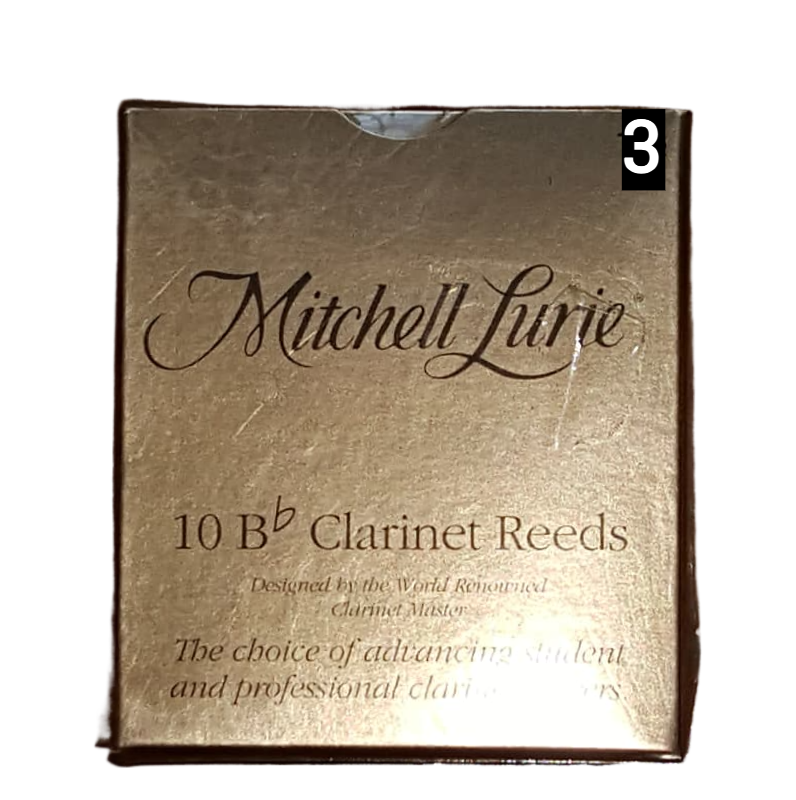 3
Mitchell Lurie
10 B♭ Clarinet Reeds
Designed by the World Renowned
Clarinet Master
The choice of advancing student
and professional